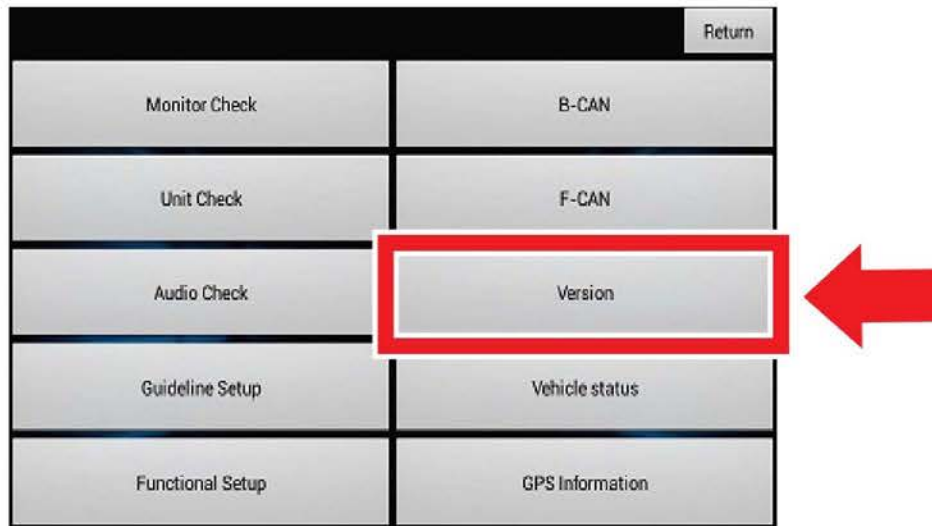 Return
Monitor Check
B-CAN
Unit Check
F-CAN
Audio Check
Version
Guideline Setup
Vehicle status
Functional Setup
GPS Information